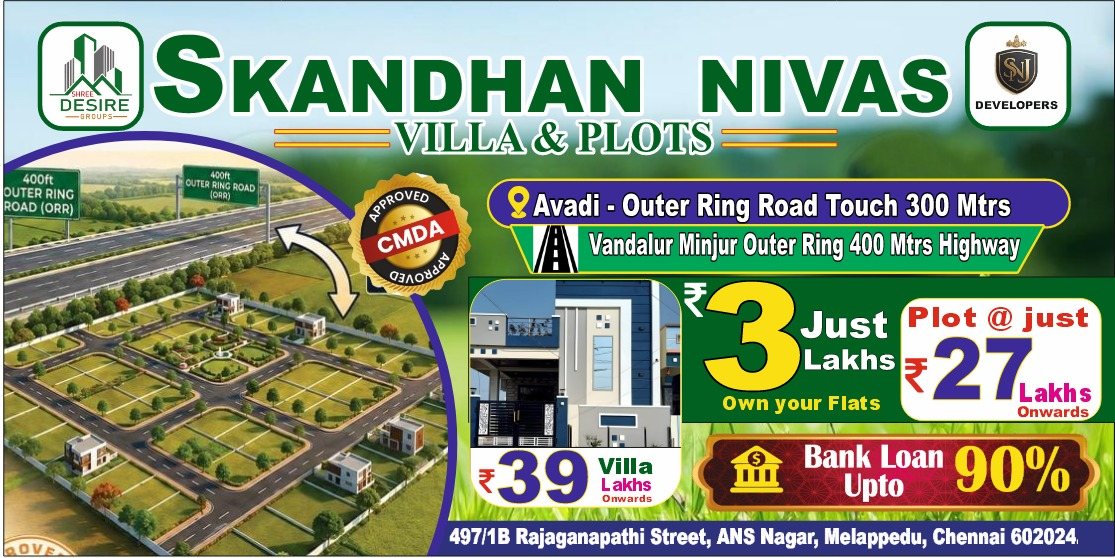 SHREE
DESIRE
GROUPS
SKANDHAN NIVAS
VILLA & PLOTS
SNJ
DEVELOPERS
400ft
OUTER RING
ROAD (ORR)
400ft
OUTER RING ROAD
(ORR)
APPROVED
CMDA
APPROVED
Avadi - Outer Ring Road Touch 300 Mtrs
Vandalur Minjur Outer Ring 400 Mtrs Highway
₹3 Just
Lakhs
Own your Flats
Plot @ just
₹27
Lakhs
Onwards
₹39 Villa
Lakhs
Onwards
Bank Loan
Upto
90%
497/1B Rajaganapathi Street, ANS Nagar, Melappedu, Chennai 602024.